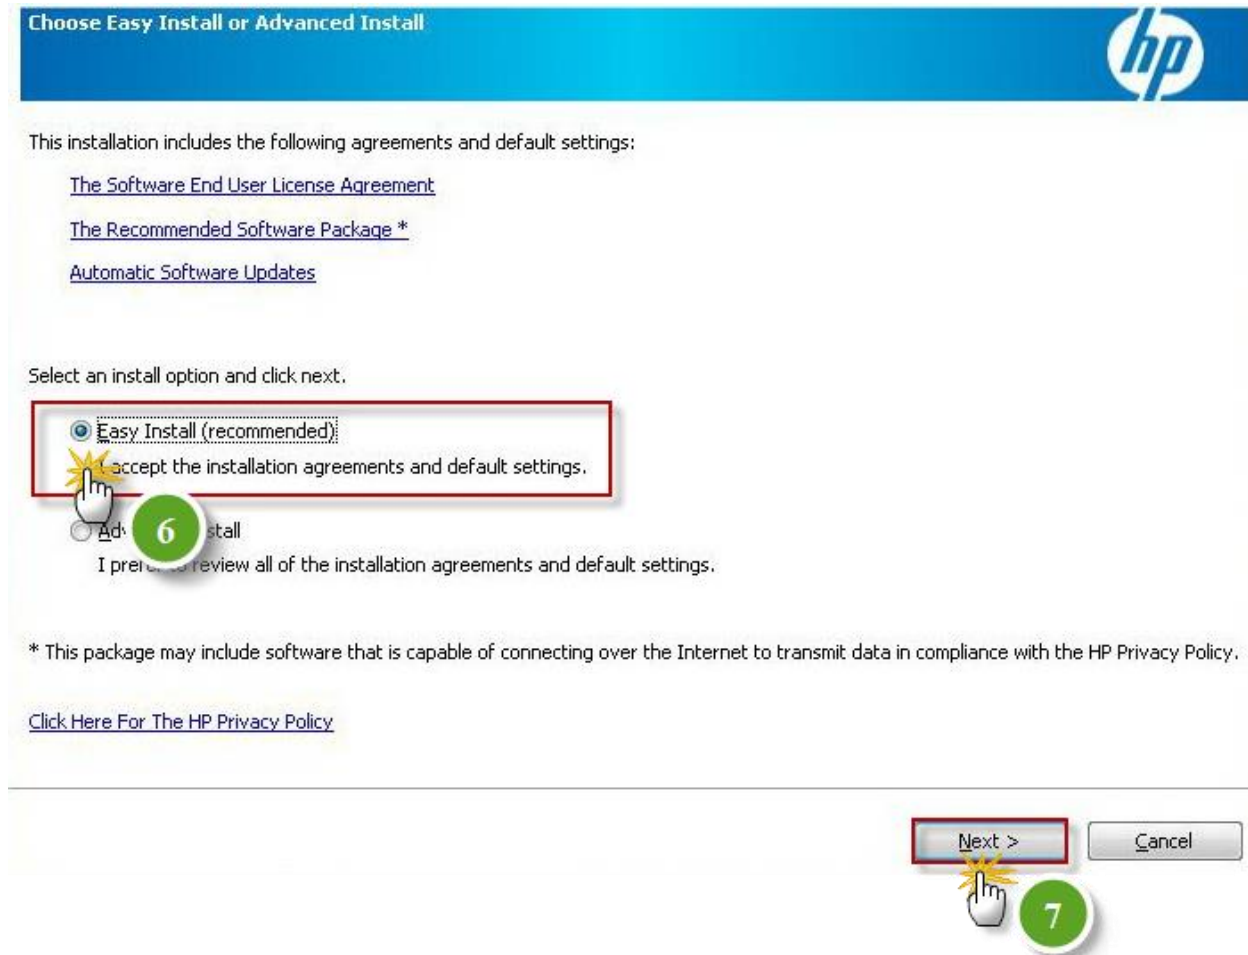 Choose Easy Install or Advanced Install
hp
This installation includes the following agreements and default settings:
The Software End User License Agreement
The Recommended Software Package *
Automatic Software Updates
Select an install option and click next.
Easy Install (recommended)
accept the installation agreements and default settings.
6
stall
I review all of the installation agreements and default settings.
* This package may include software that is capable of connecting over the Internet to transmit data in compliance with the HP Privacy Policy.
Click Here For The HP Privacy Policy
Next >
Cancel
7